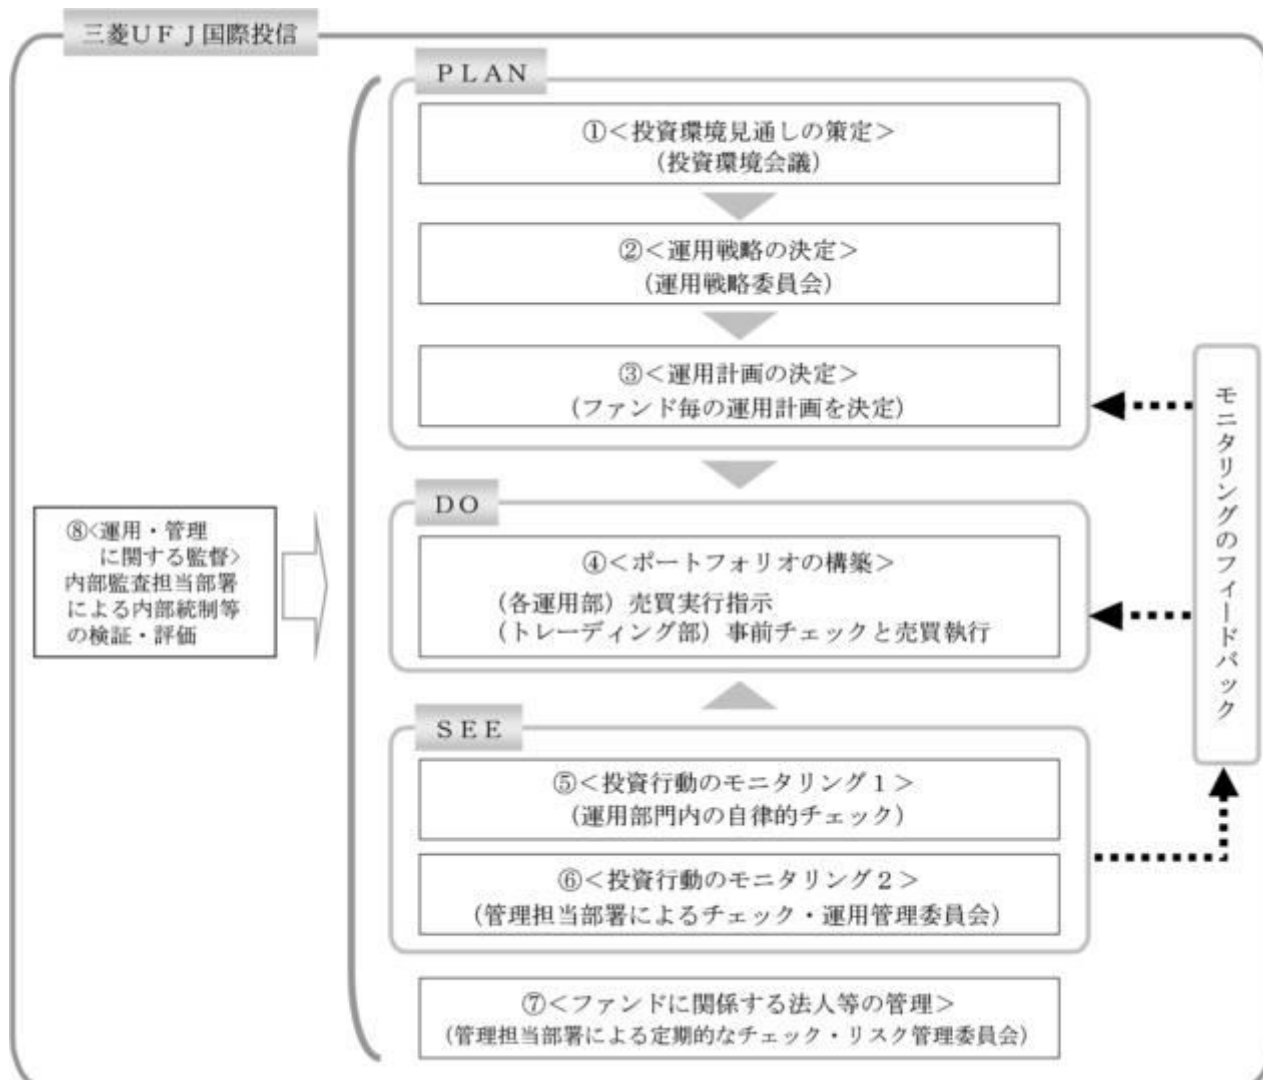 三菱ＵＦＪ国際投信
ＰＬＡＮ
①＜投資環境見通しの策定＞
（投資環境会議）
②＜運用戦略の決定＞
（運用戦略委員会）
③＜運用計画の決定＞
（ファンド毎の運用計画を決定）
ＤＯ
④＜ポートフォリオの構築＞
（各運用部）売買実行指示
（トレーディング部）事前チェックと売買執行
ＳＥＥ
⑤＜投資行動のモニタリング１＞
（運用部門内の自律的チェック）
⑥＜投資行動のモニタリング２＞
（管理担当部署によるチェック・運用管理委員会）
⑦＜ファンドに関係する法人等の管理＞
（管理担当部署による定期的なチェック・リスク管理委員会）
⑧<運用・管理
に関する監督>
内部監査担当部署
による内部統制等
の検証・評価
モニタリングのフィードバック